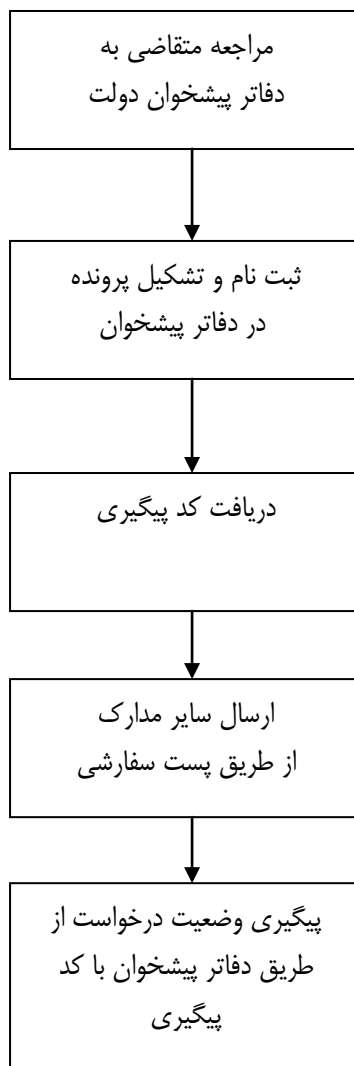 مراجعه متقاضی به
دفاتر پیشخوان دولت
ثبت نام و تشکیل پرونده
در دفاتر پیشخوان
دریافت کد پیگیری
ارسال سایر مدارک
از طریق پست سفارشی
پیگیری وضعیت درخواست از
طریق دفاتر پیشخوان با کد
پیگیری